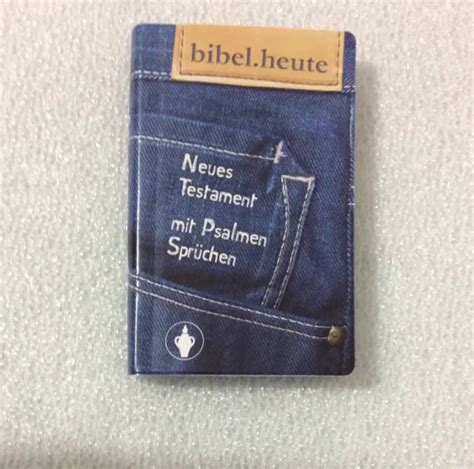 bibel.heute
Neues
Testament
mit Psalmen
Sprüchen